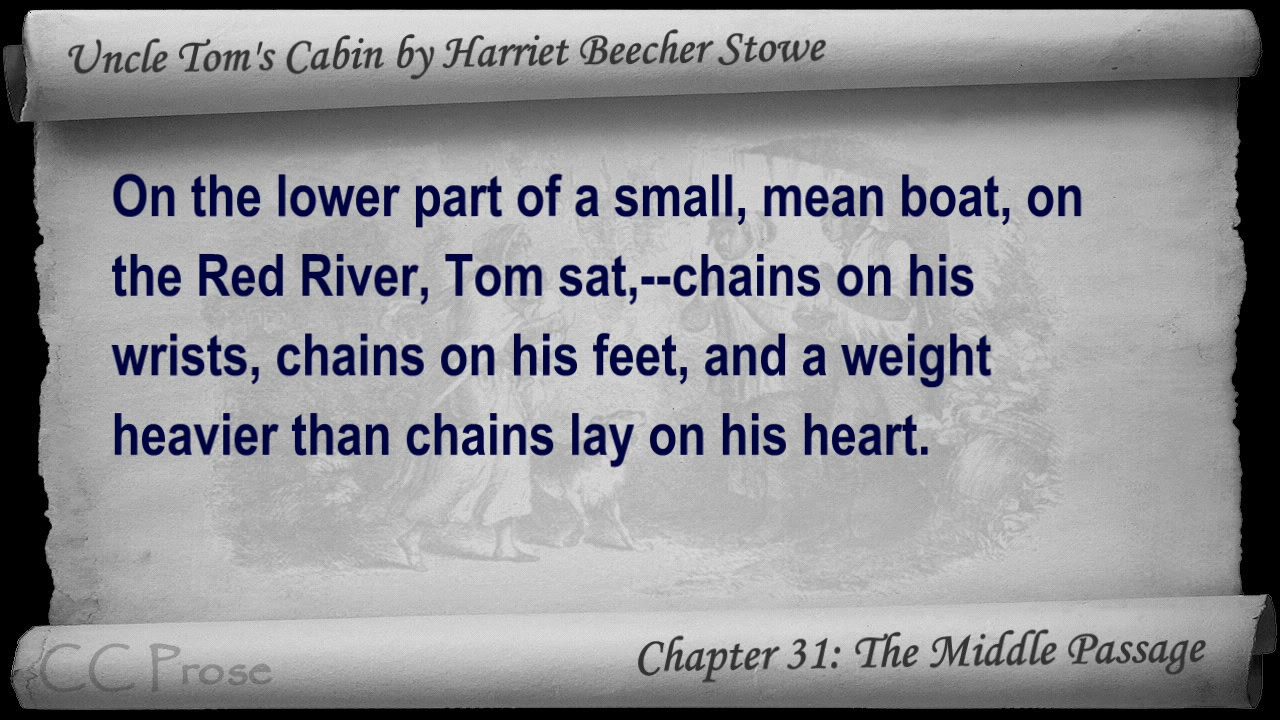 Uncle Tom's Cabin by Harriet Beecher Stowe
On the lower part of a small, mean boat, on
the Red River, Tom sat,--chains on his
wrists, chains on his feet, and a weight
heavier than chains lay on his heart.
CC Prose
Chapter 31: The Middle Passage